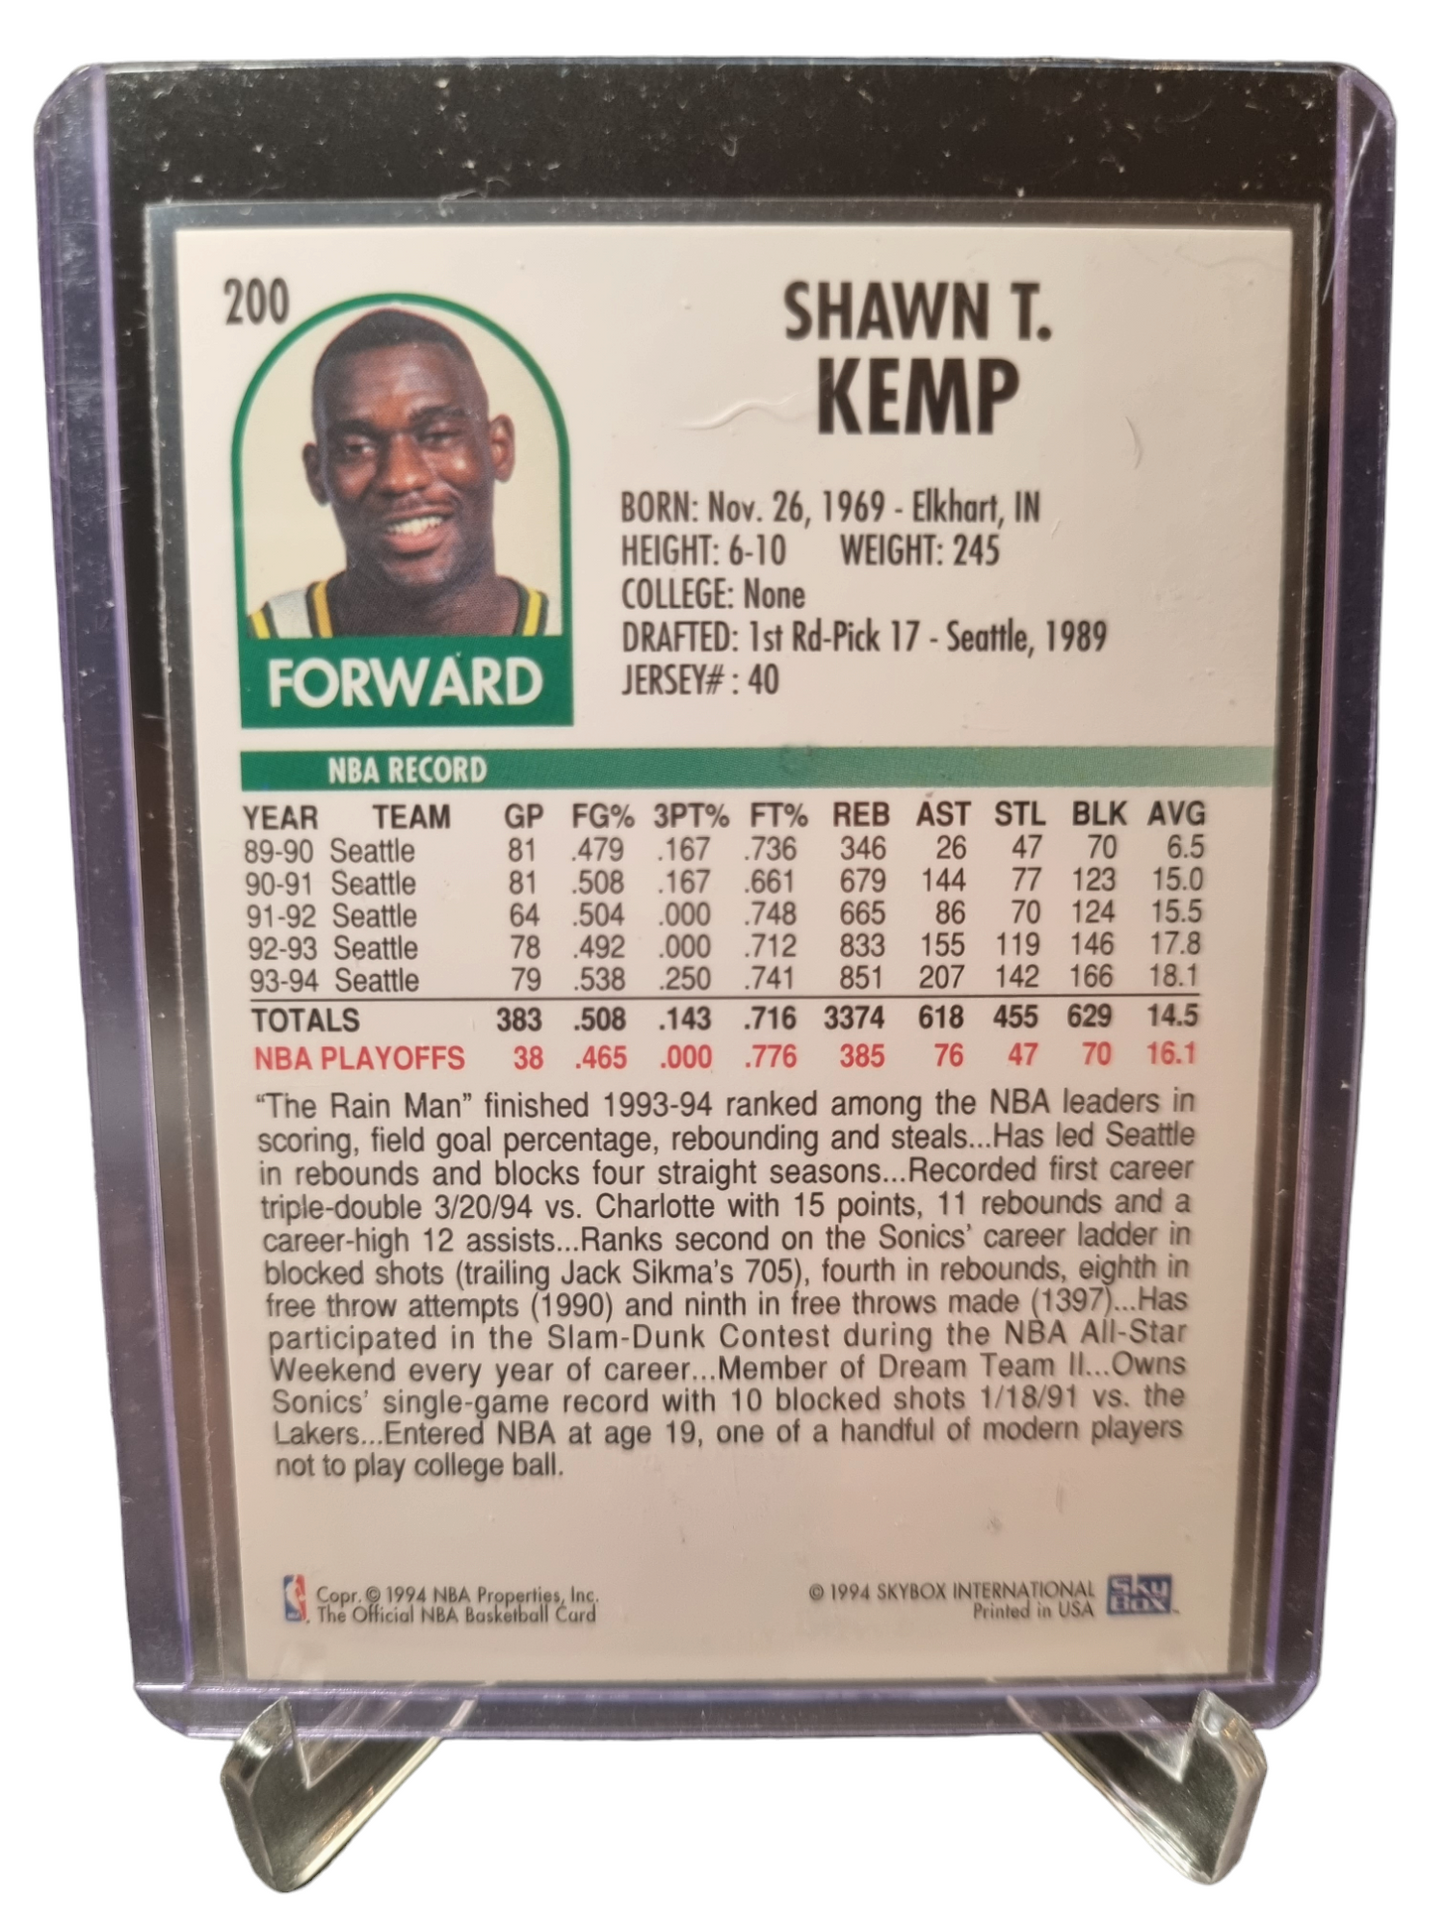 200
SHAWN T.
KEMP
BORN: Nov. 26, 1969 - Elkhart, IN
HEIGHT: 6-10 WEIGHT: 245
COLLEGE: None
DRAFTED: 1st Rd-Pick 17 - Seattle, 1989
JERSEY# : 40
FORWARD
NBA RECORD
YEAR TEAM GP FG% 3PT% FT% REB AST STL BLK AVG
89-90 Seattle 81 .479 .167 .736 346 26 47 70 6.5
90-91 Seattle 81 .508 .167 .661 679 144 77 123 15.0
91-92 Seattle 64 .504 .000 .748 665 86 70 124 15.5
92-93 Seattle 78 .492 .000 .712 833 155 119 146 17.8
93-94 Seattle 79 .538 .250 .741 851 207 142 166 18.1
TOTALS 383 .508 .143 .716 3374 618 455 629 14.5
NBA PLAYOFFS 38 .465 .000 .776 385 76 47 70 16.1
“The Rain Man” finished 1993-94 ranked among the NBA leaders in
scoring, field goal percentage, rebounding and steals...Has led Seattle
in rebounds and blocks four straight seasons...Recorded first career
triple-double 3/20/94 vs. Charlotte with 15 points, 11 rebounds and a
career-high 12 assists...Ranks second on the Sonics’ career ladder in
blocked shots (trailing Jack Sikma’s 705), fourth in rebounds, eighth in
free throw attempts (1990) and ninth in free throws made (1397)...Has
participated in the Slam-Dunk Contest during the NBA All-Star
Weekend every year of career...Member of Dream Team II...Owns
Sonics’ single-game record with 10 blocked shots 1/18/91 vs. the
Lakers...Entered NBA at age 19, one of a handful of modern players
not to play college ball.
Copr. © 1994 NBA Properties, Inc.
The Official NBA Basketball Card
© 1994 SKYBOX INTERNATIONAL
Printed in USA
SkyBox